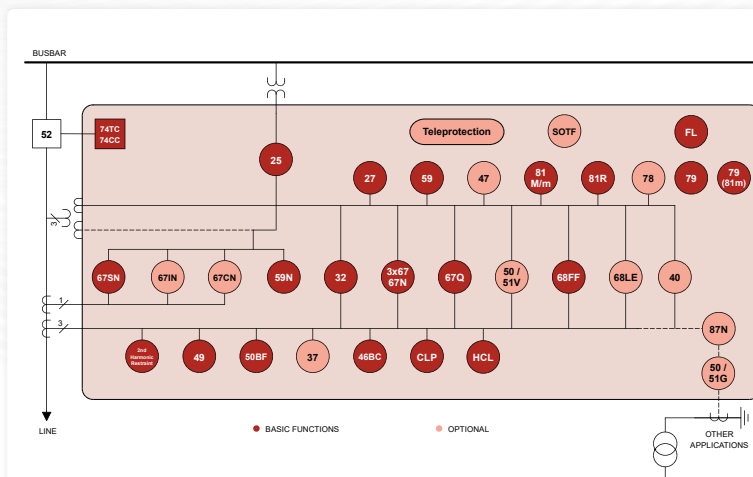 BUSBAR
52
74TC
74CC
Teleprotection
SOTF
FL
25
27
59
47
81
M/m
81R
78
79
79
(81m)
3
67SN
67IN
67CN
59N
32
3x67
67N
67Q
50 /
51V
68FF
68LE
40
1
3
87N
2nd
Harmonic
Restraint
49
50BF
37
46BC
CLP
HCL
50 /
51G
LINE
BASIC FUNCTIONS
OPTIONAL
OTHER
APPLICATIONS